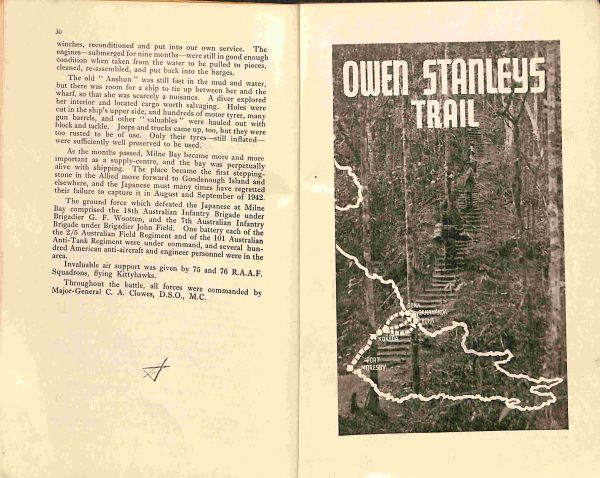 30
winches, reconditioned and put into our own service. The
engines—submerged for nine months—were still in good enough
condition when taken from the water to be pulled to pieces,
cleaned, re-assembled, and put back into the barges.
The old "Anshun" was still fast in the mud and water,
but there was room for a ship to tie up between her and the
wharf, so that she was scarcely a nuisance. A diver explored
her interior and located cargo worth salvaging. Holes were
cut in the ship's upper side, and hundreds of motor tyres, many
gun barrels, and other "valuables" were hauled out with
block and tackle. Jeeps and trucks came up, too, but they were
too rusted to be of use. Only their tyres—still inflated—
were sufficiently well preserved to be used.
As the months passed, Milne Bay became more and more
important as a supply-centre, and the bay was perpetually
alive with shipping. The place became the first stepping-
stone in the Allied move forward to Goodenough Island and
elsewhere, and the Japanese must many times have regretted
their failure to capture it in August and September of 1942.
The ground force which defeated the Japanese at Milne
Bay comprised the 18th Australian Infantry Brigade under
Brigadier G. F. Wootten, and the 7th Australian Infantry
Brigade under Brigadier John Field. One battery each of the
the 2/5 Australian Field Regiment and of the 101 Australian
Anti-Tank Regiment were under command, and several hun-
dred American anti-aircraft and engineer personnel were in the
area.
Invaluable air support was given by 75 and 76 R.A.A.F.
Squadrons, flying Kittyhawks.
Throughout the battle, all forces were commanded by
Major-General C. A. Clowes, D.S.O., M.C.
OWEN STANLEYS
TRAIL
GONA
SANANANDA
BUNA
KOKODA
PORT
MORESBY